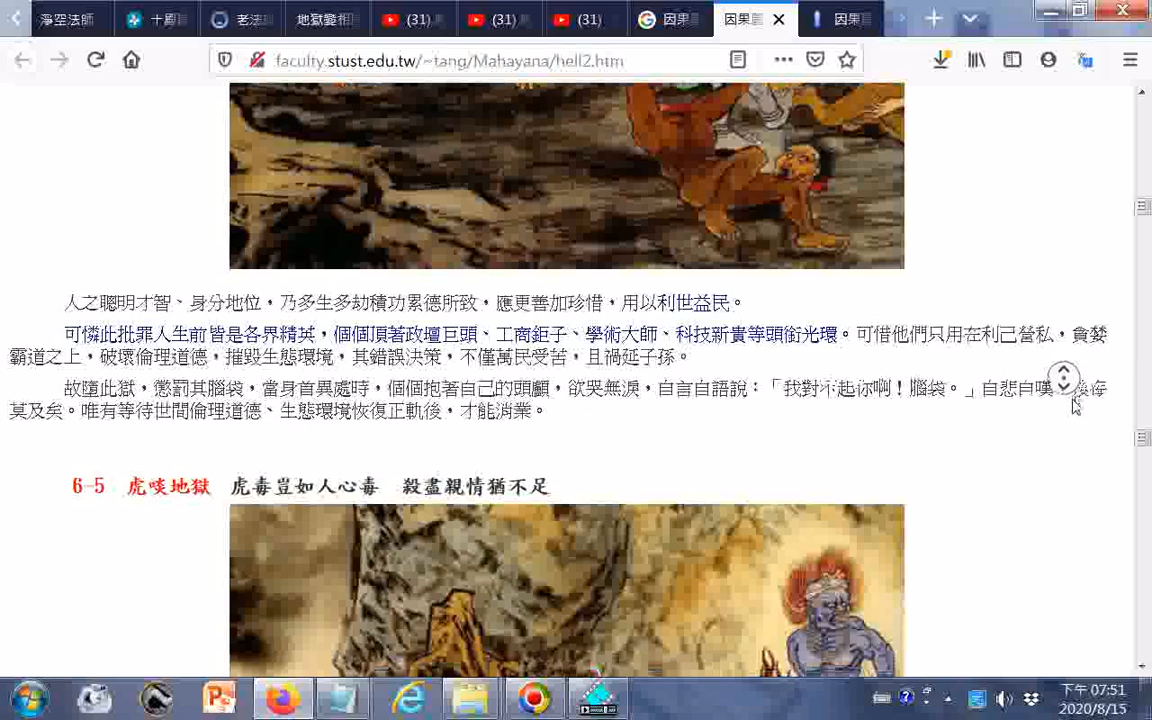 淨空法師
十殿
老法
地獄變相
(31)
(31)
(31)
因果
因果
因果
faculty.stust.edu.tw/~tang/Mahayana/hell2.htm
人之聰明才智、身分地位，乃多生多劫積功累德所致，應更善加珍惜，用以利世益民。
可憐此批罪人生前皆是各界精英，個個頂著政壇巨頭、工商鉅子、學術大師、科技新貴等頭銜光環。可惜他們只用在利己營私，貪婪
霸道之上，破壞倫理道德，摧毀生態環境，其錯誤決策，不僅萬民受苦，且禍延子孫。
故墮此獄，懲罰其腦袋，當身首異處時，個個抱著自己的頭顱，欲哭無淚，自言自語說：「我對不起你啊！腦袋。」自悲自嘆，後悔
莫及矣。唯有等待世間倫理道德、生態環境恢復正軌後，才能消業。
6-5 虎啖地獄 虎毒豈如人心毒 殺盡親情猶不足
下午 07:51
2020/8/15